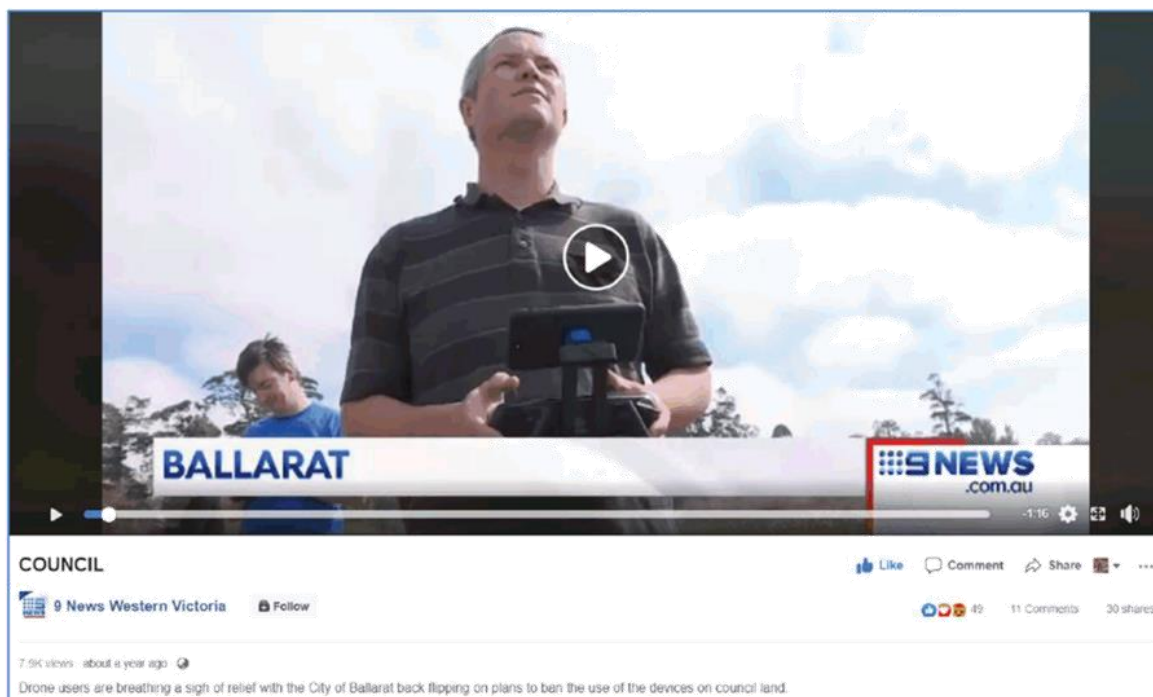 BALLARAT
9 NEWS
.com.au
-1:16
COUNCIL
Like Comment Share
9 News Western Victoria Follow
49 11 Comments 30 shares
7.9K views about a year ago
Drone users are breathing a sigh of relief with the City of Ballarat back flipping on plans to ban the use of the devices on council land.